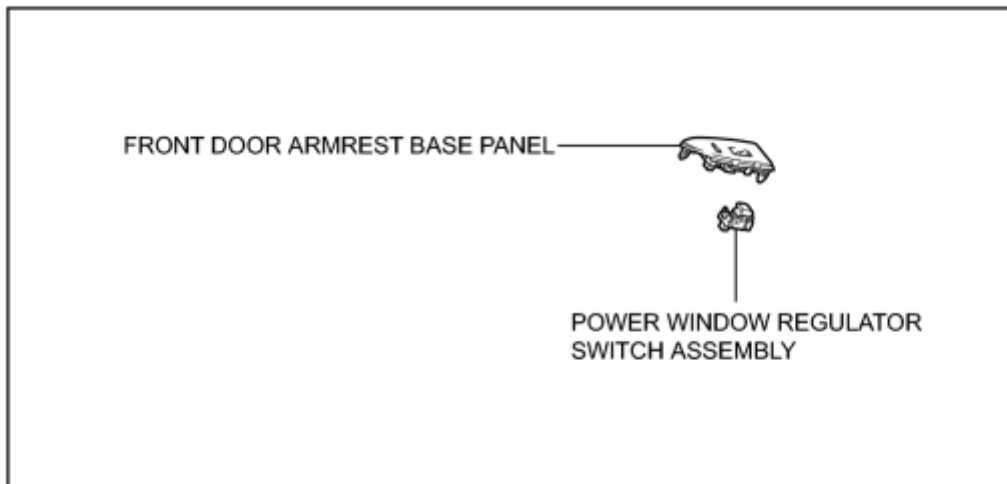 FRONT DOOR ARMREST BASE PANEL
POWER WINDOW REGULATOR
SWITCH ASSEMBLY